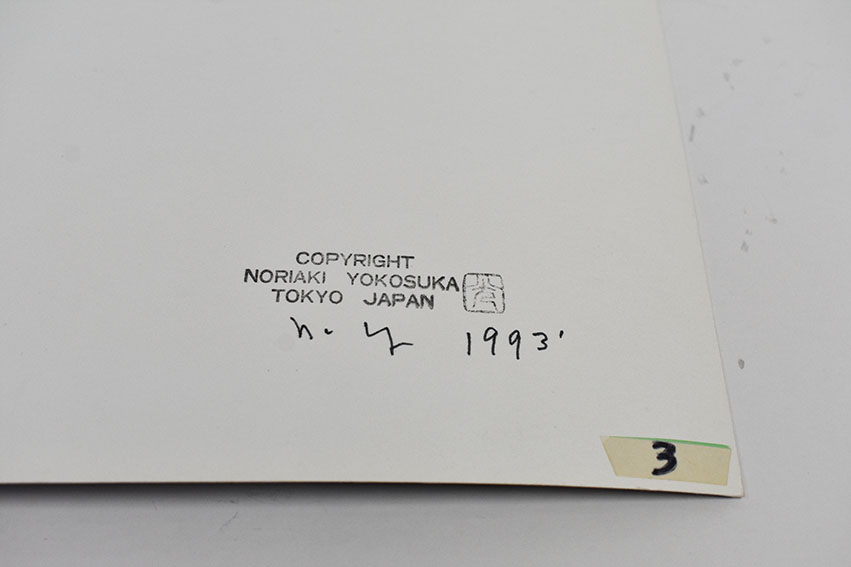 COPYRIGHT
NORIAKI YOKOSUKA
TOKYO JAPAN
n. y 1993'
3